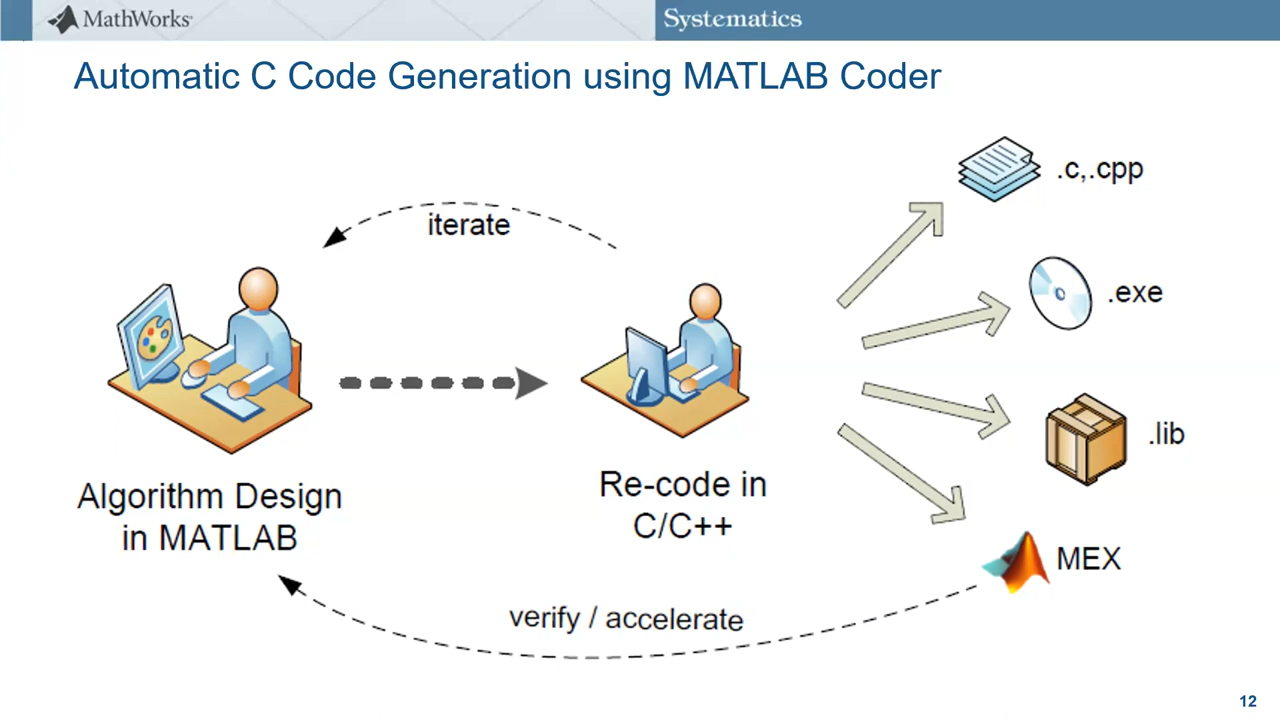 MathWorks
Systematics
Automatic C Code Generation using MATLAB Coder
.c,.cpp
iterate
.exe
.lib
Algorithm Design
in MATLAB
Re-code in
C/C++
MEX
verify / accelerate
12